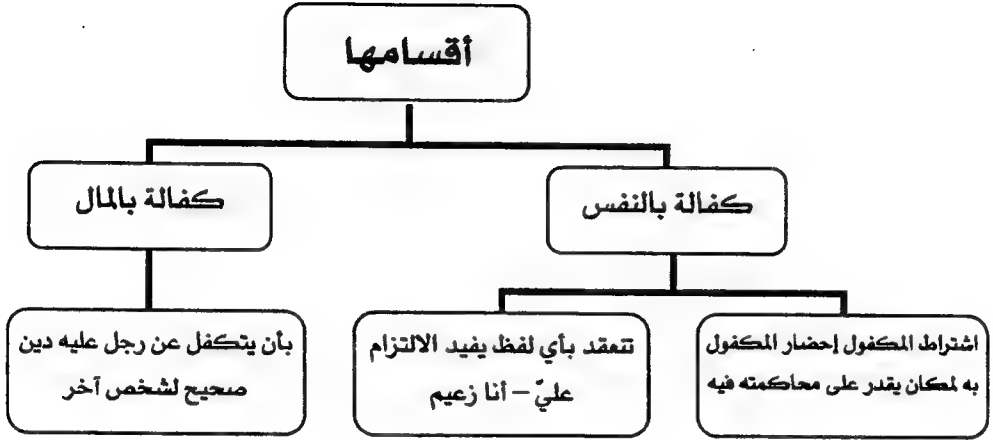 أقسامها
كفالة بالنفس
كفالة بالمال
اشتراط المكفول إحضار المكفول
به لمكان يقدر على محاكمته فيه
تنعقد بأي لفظ يفيد الالتزام
عليّ – أنا زعيم
بأن يتكفل عن رجل عليه دين
صحيح لشخص آخر